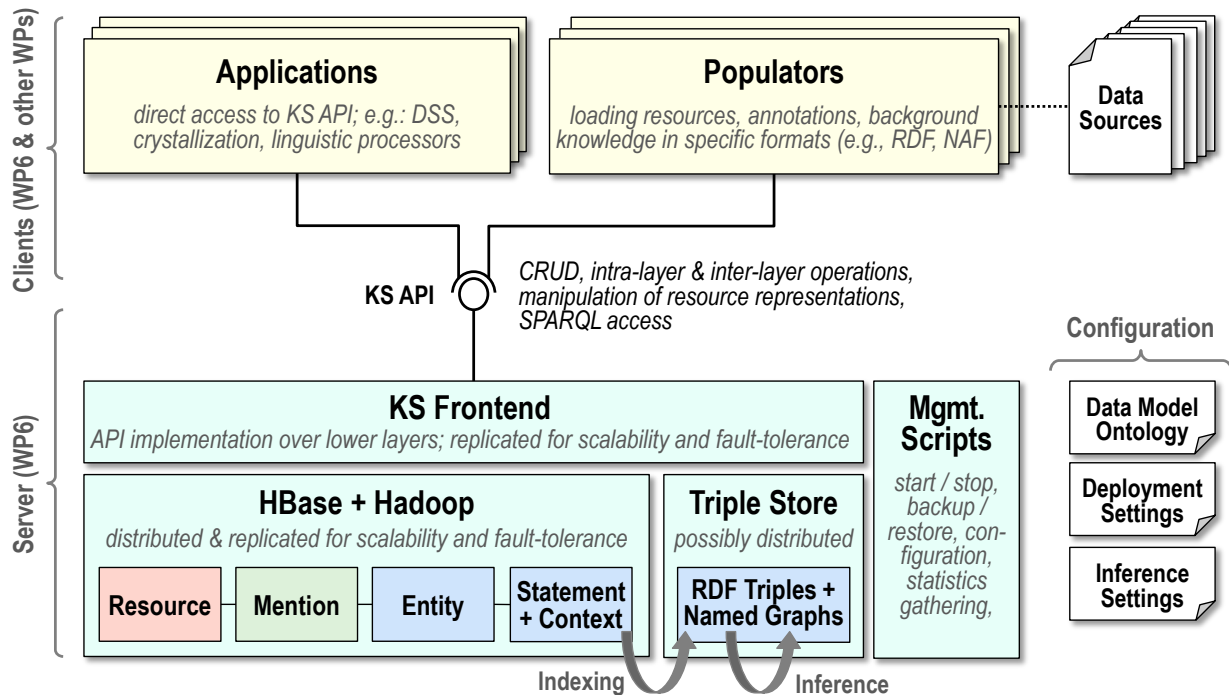 Clients (WP6 & other WPs)
Applications
direct access to KS API; e.g.: DSS,
crystallization, linguistic processors
Populators
loading resources, annotations, background
knowledge in specific formats (e.g., RDF, NAF)
Data
Sources
KS API
CRUD, intra-layer & inter-layer operations,
manipulation of resource representations,
SPARQL access
Server (WP6)
KS Frontend
API implementation over lower layers; replicated for scalability and fault-tolerance
HBase + Hadoop
distributed & replicated for scalability and fault-tolerance
Resource
Mention
Entity
Statement
+ Context
Triple Store
possibly distributed
RDF Triples +
Named Graphs
Indexing
Inference
Mgmt.
Scripts
start / stop,
backup /
restore, con-
figuration,
statistics
gathering,
Configuration
Data Model
Ontology
Deployment
Settings
Inference
Settings